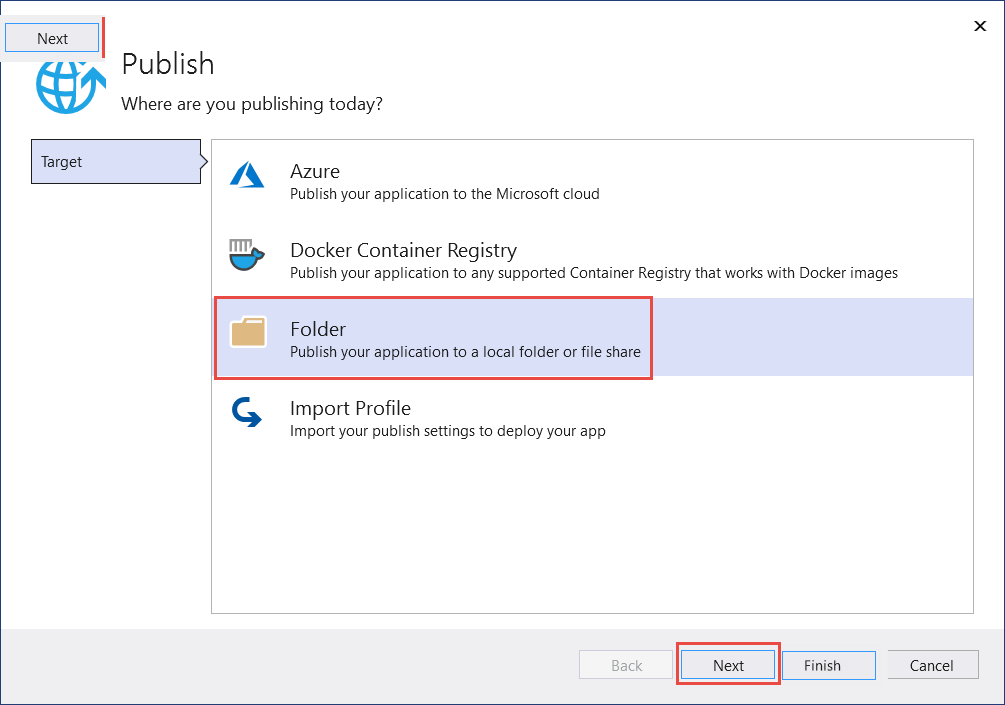 Next
Publish
Where are you publishing today?
Target
Azure
Publish your application to the Microsoft cloud
Docker Container Registry
Publish your application to any supported Container Registry that works with Docker images
Folder
Publish your application to a local folder or file share
Import Profile
Import your publish settings to deploy your app
Back
Next
Finish
Cancel